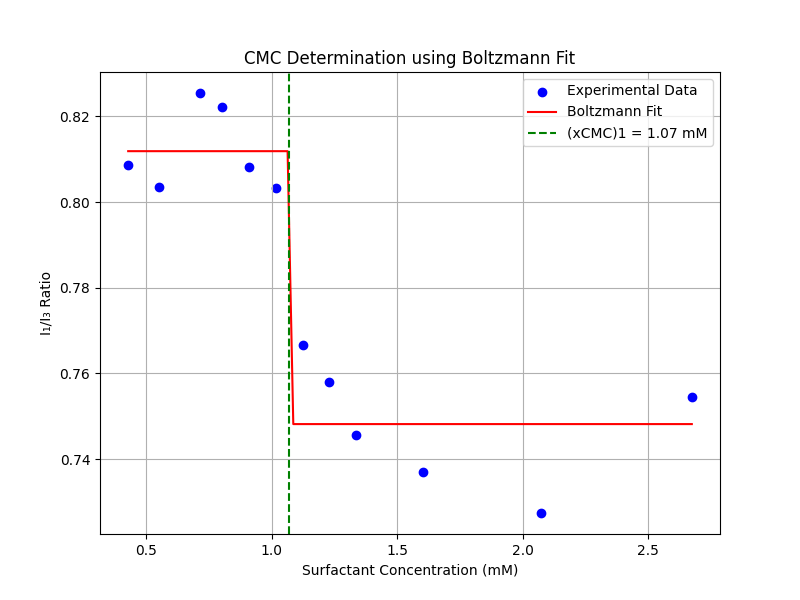 CMC Determination using Boltzmann Fit
Experimental Data
Boltzmann Fit
(xCMC)1 = 1.07 mM
I₁/I₃ Ratio
0.82
0.80
0.78
0.76
0.74
0.5
1.0
1.5
2.0
2.5
Surfactant Concentration (mM)